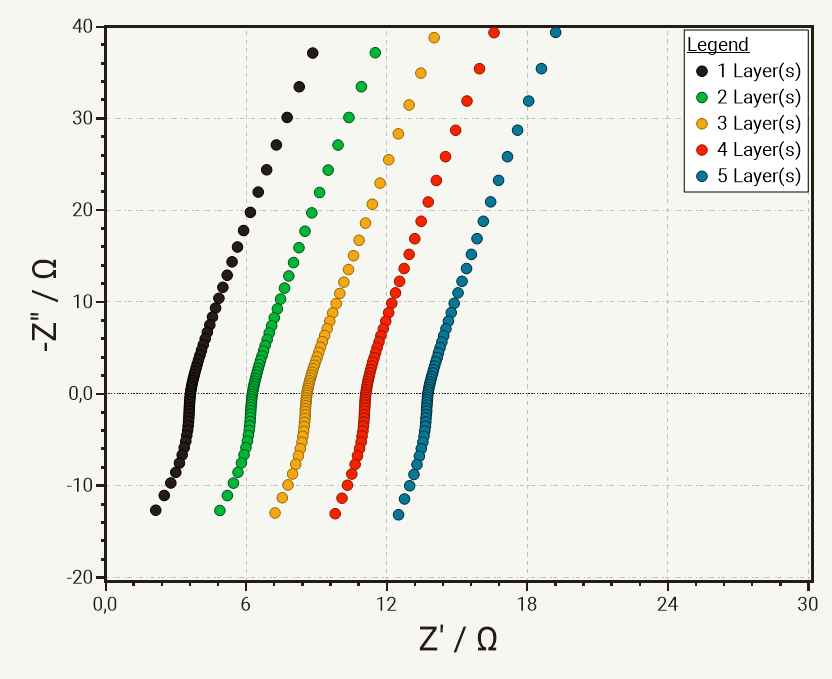 40
30
20
10
0,0
-10
-20
-Z" / Ω
0,0 6 12 18 24 30
Z' / Ω
Legend
1 Layer(s)
2 Layer(s)
3 Layer(s)
4 Layer(s)
5 Layer(s)